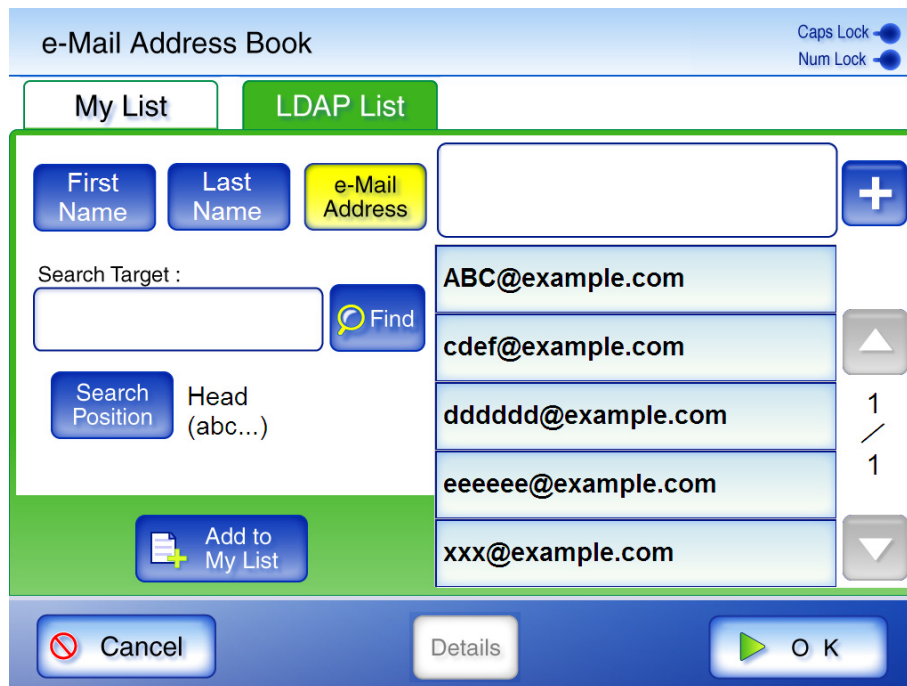 e-Mail Address Book
Caps Lock
Num Lock
My List
LDAP List
First
Name
Last
Name
e-Mail
Address
Search Target :
Find
Search
Position
Head
(abc...)
Add to
My List
ABC@example.com
cdef@example.com
dddddd@example.com
eeeeee@example.com
xxx@example.com
1
/
1
Cancel
Details
O K